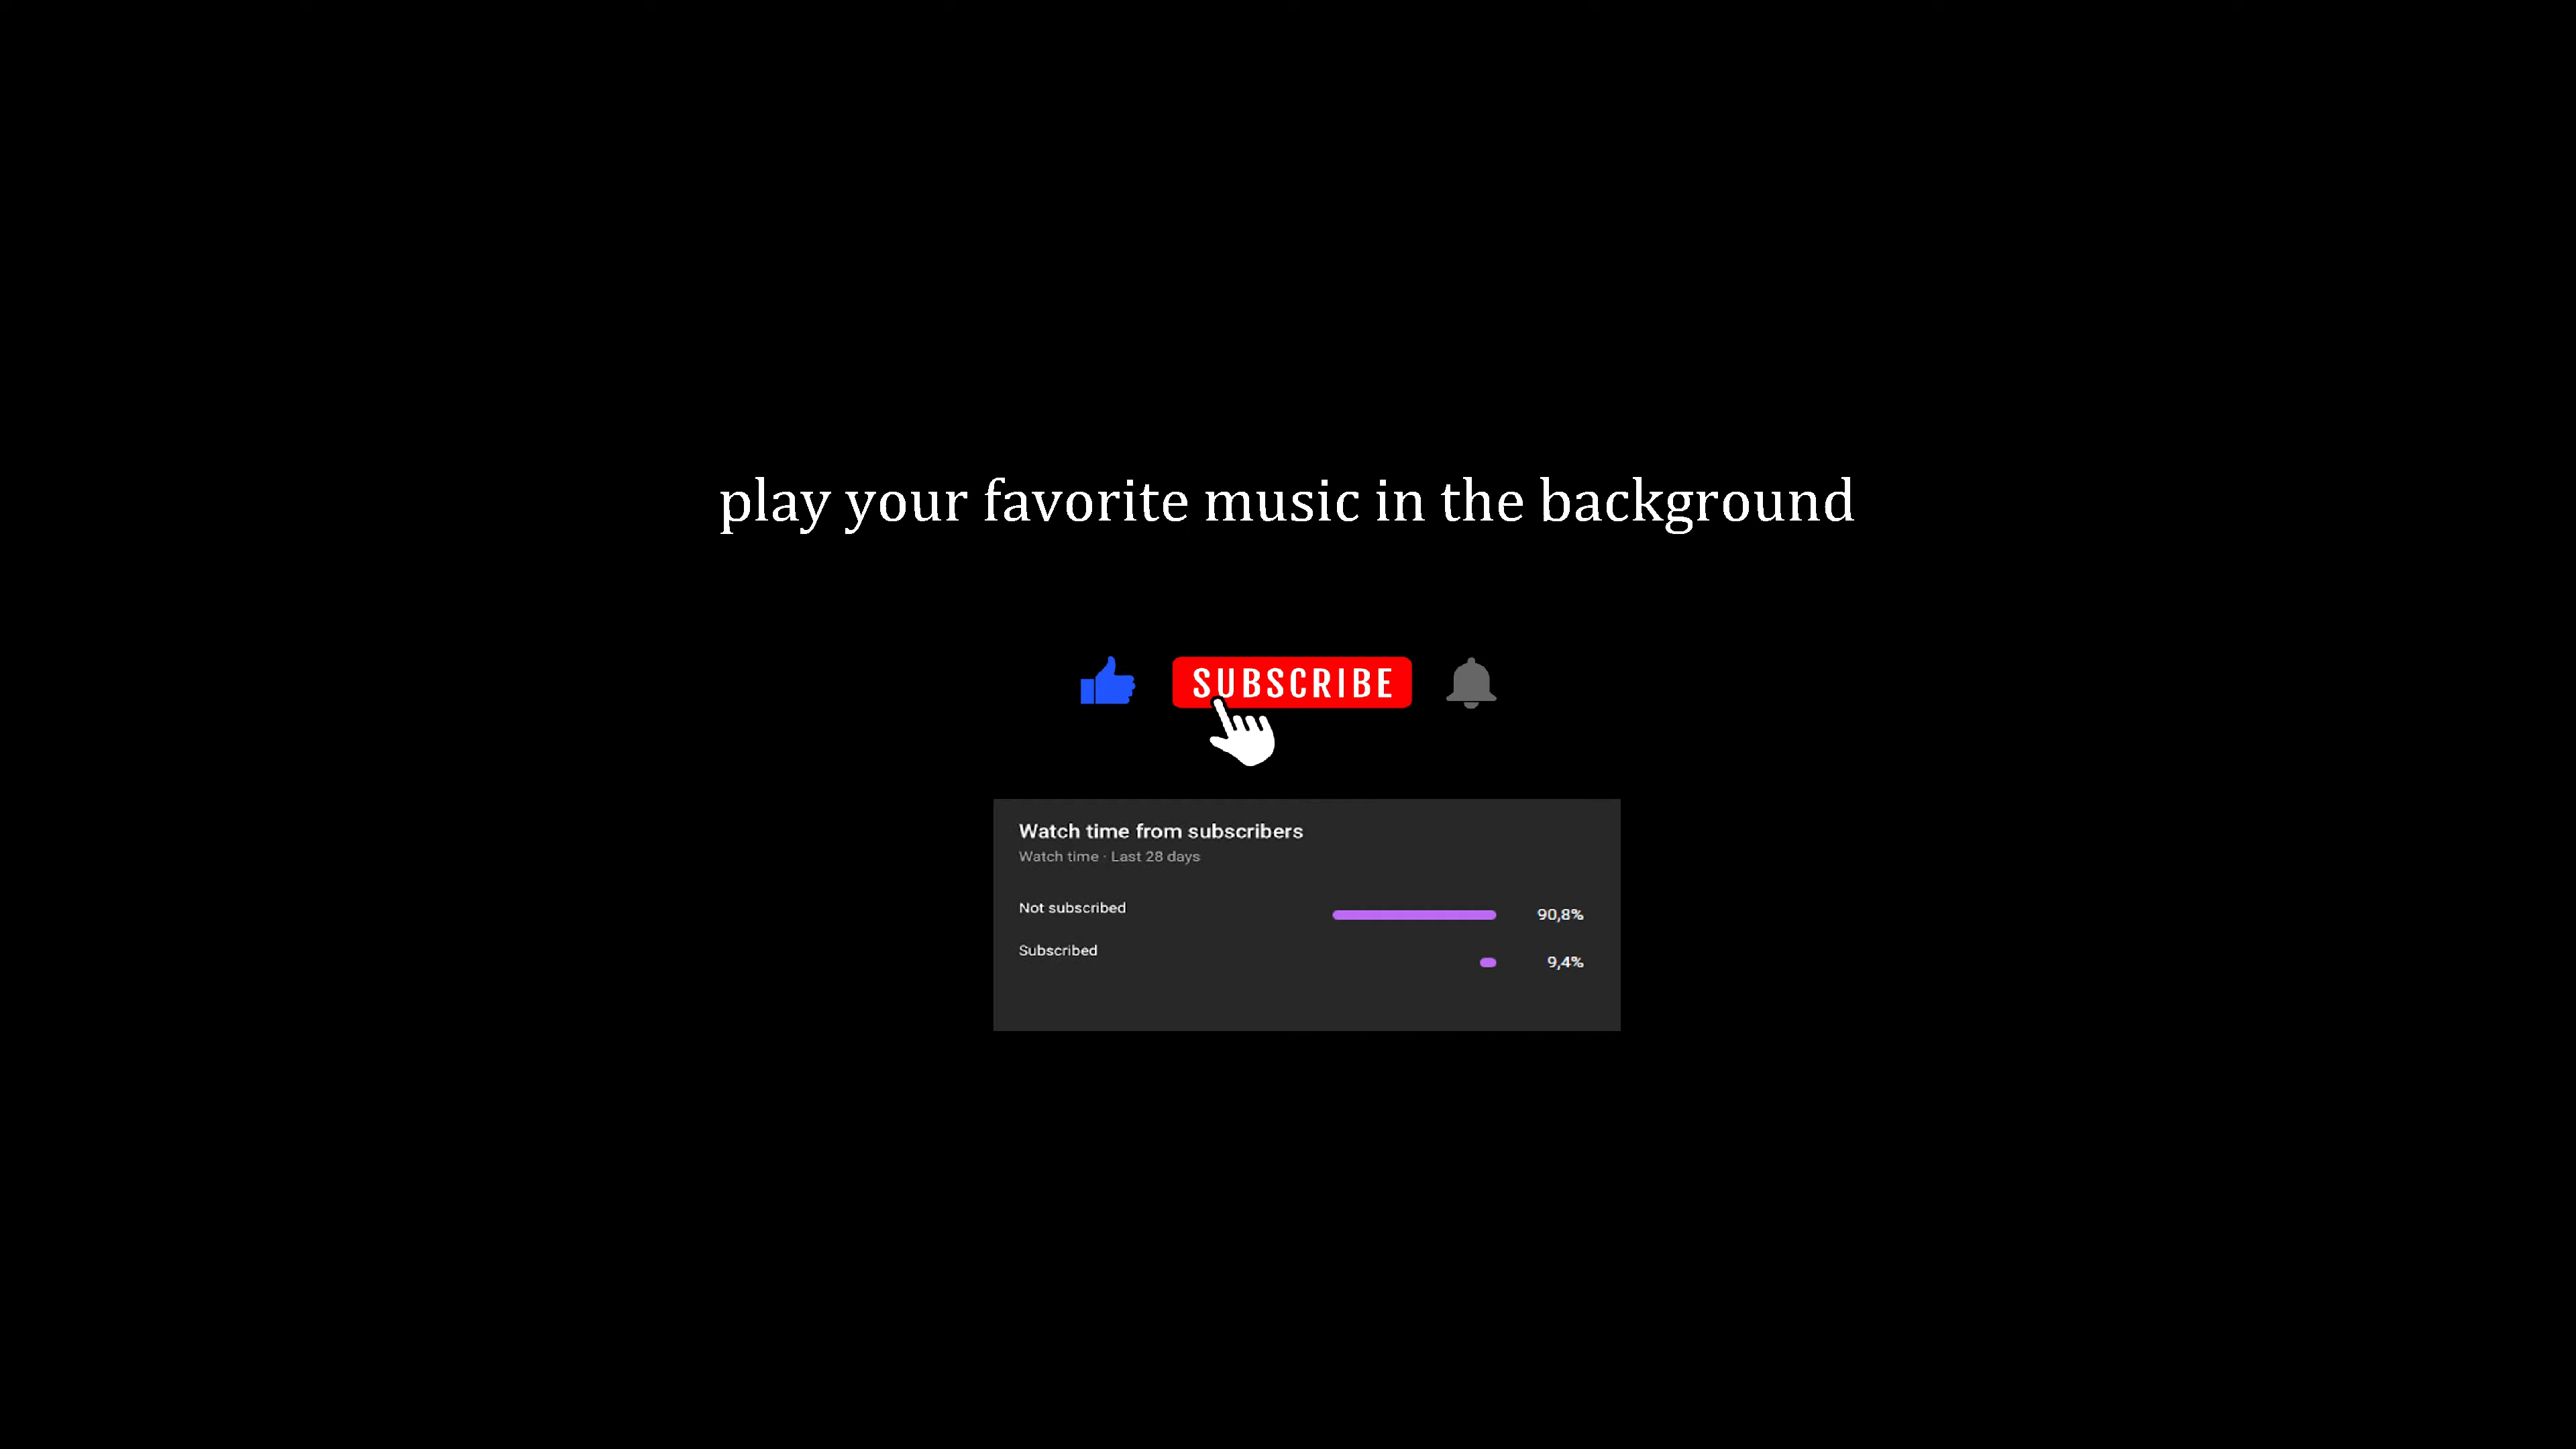 play your favorite music in the background
SUBSCRIBE
Watch time from subscribers
Watch time · Last 28 days
Not subscribed 90,8%
Subscribed 9,4%